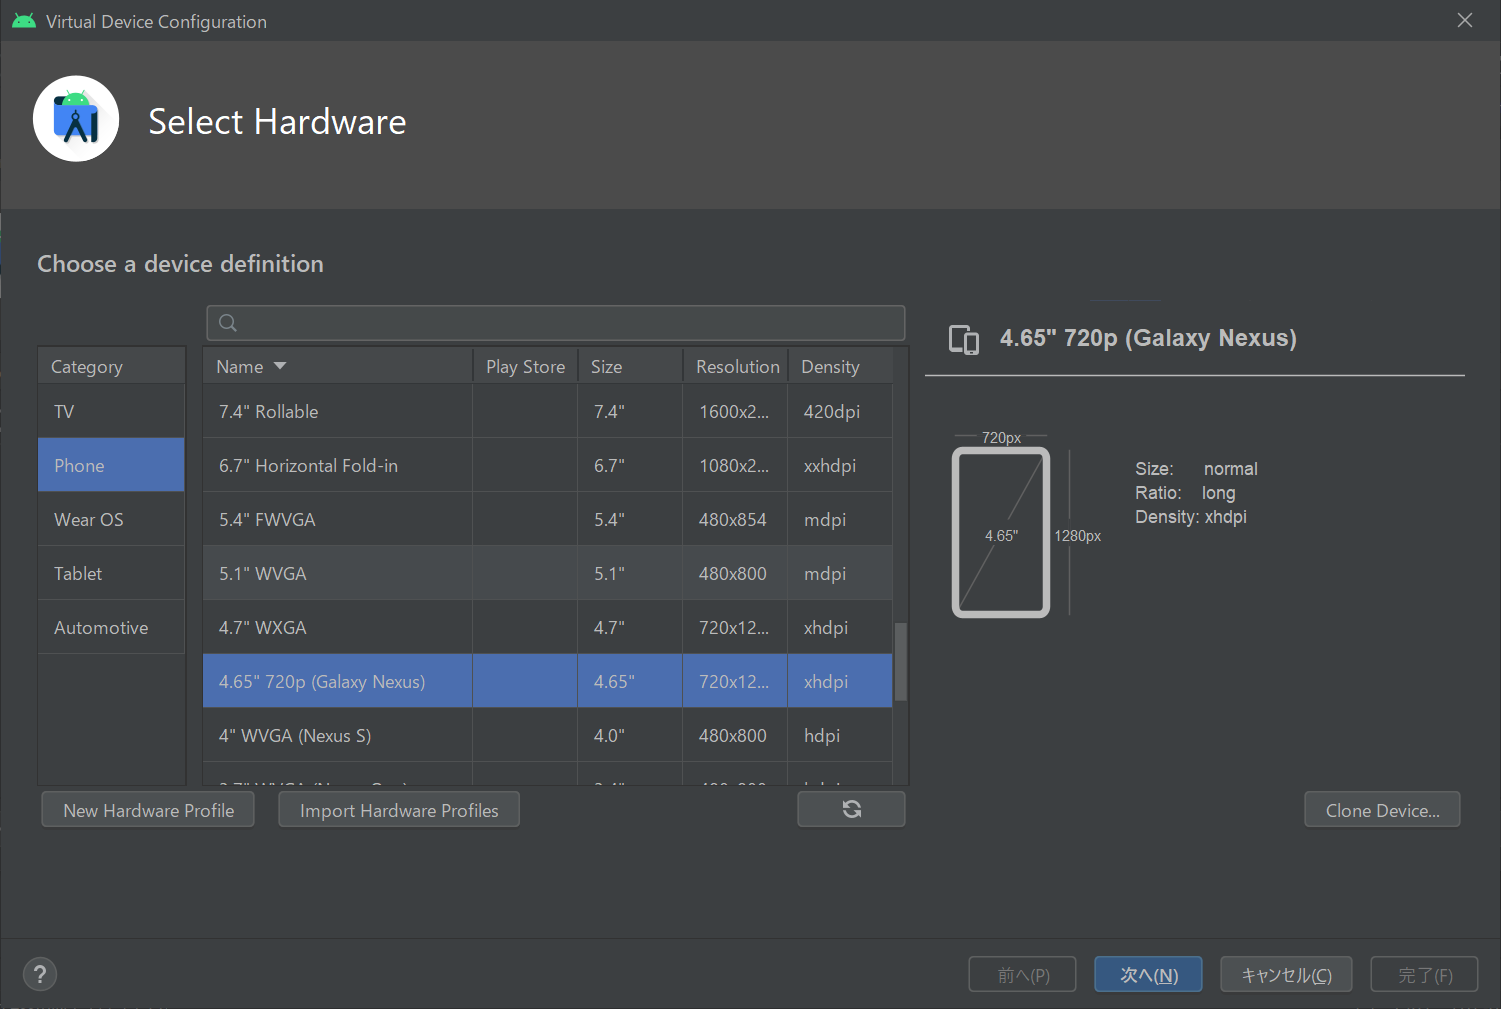 Virtual Device Configuration
Select Hardware
Choose a device definition
Category
TV
Phone
Wear OS
Tablet
Automotive
Name Play Store Size Resolution Density
7.4" Rollable 7.4" 1600x2... 420dpi
6.7" Horizontal Fold-in 6.7" 1080x2... xxhdpi
5.4" FWVGA 5.4" 480x854 mdpi
5.1" WVGA 5.1" 480x800 mdpi
4.7" WXGA 4.7" 720x12... xhdpi
4.65" 720p (Galaxy Nexus) 4.65" 720x12... xhdpi
4" WVGA (Nexus S) 4.0" 480x800 hdpi
4.65" 720p (Galaxy Nexus)
720px
4.65"
1280px
Size: normal
Ratio: long
Density: xhdpi
New Hardware Profile
Import Hardware Profiles
Clone Device...
?
前へ(P)
次へ(N)
キャンセル(C)
完了(F)